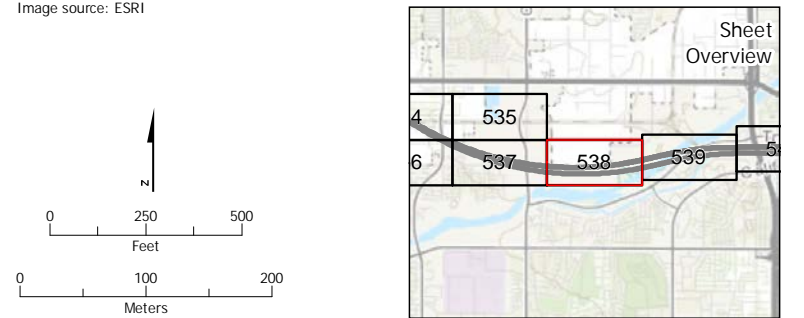 Image source: ESRI
N
0 250 500
Feet
0 100 200
Meters
Sheet
Overview
4 535
6 537 538 539